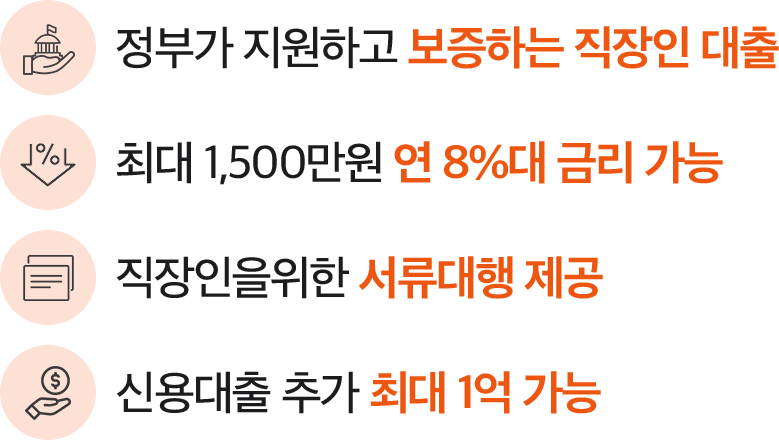 정부가 지원하고 보증하는 직장인 대출
%
최대 1,500만원 연 8%대 금리 가능
직장인을위한 서류대행 제공
$
신용대출 추가 최대 1억 가능